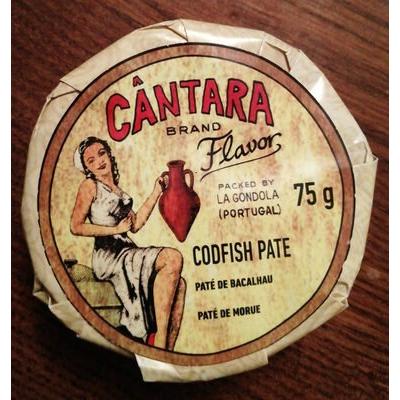 CÂNTARA
BRAND
Flavor
PACKED BY
LA GONDOLA
(PORTUGAL)
75 g
CODFISH PATE
PATÉ DE BACALHAU
PATÉ DE MORUE